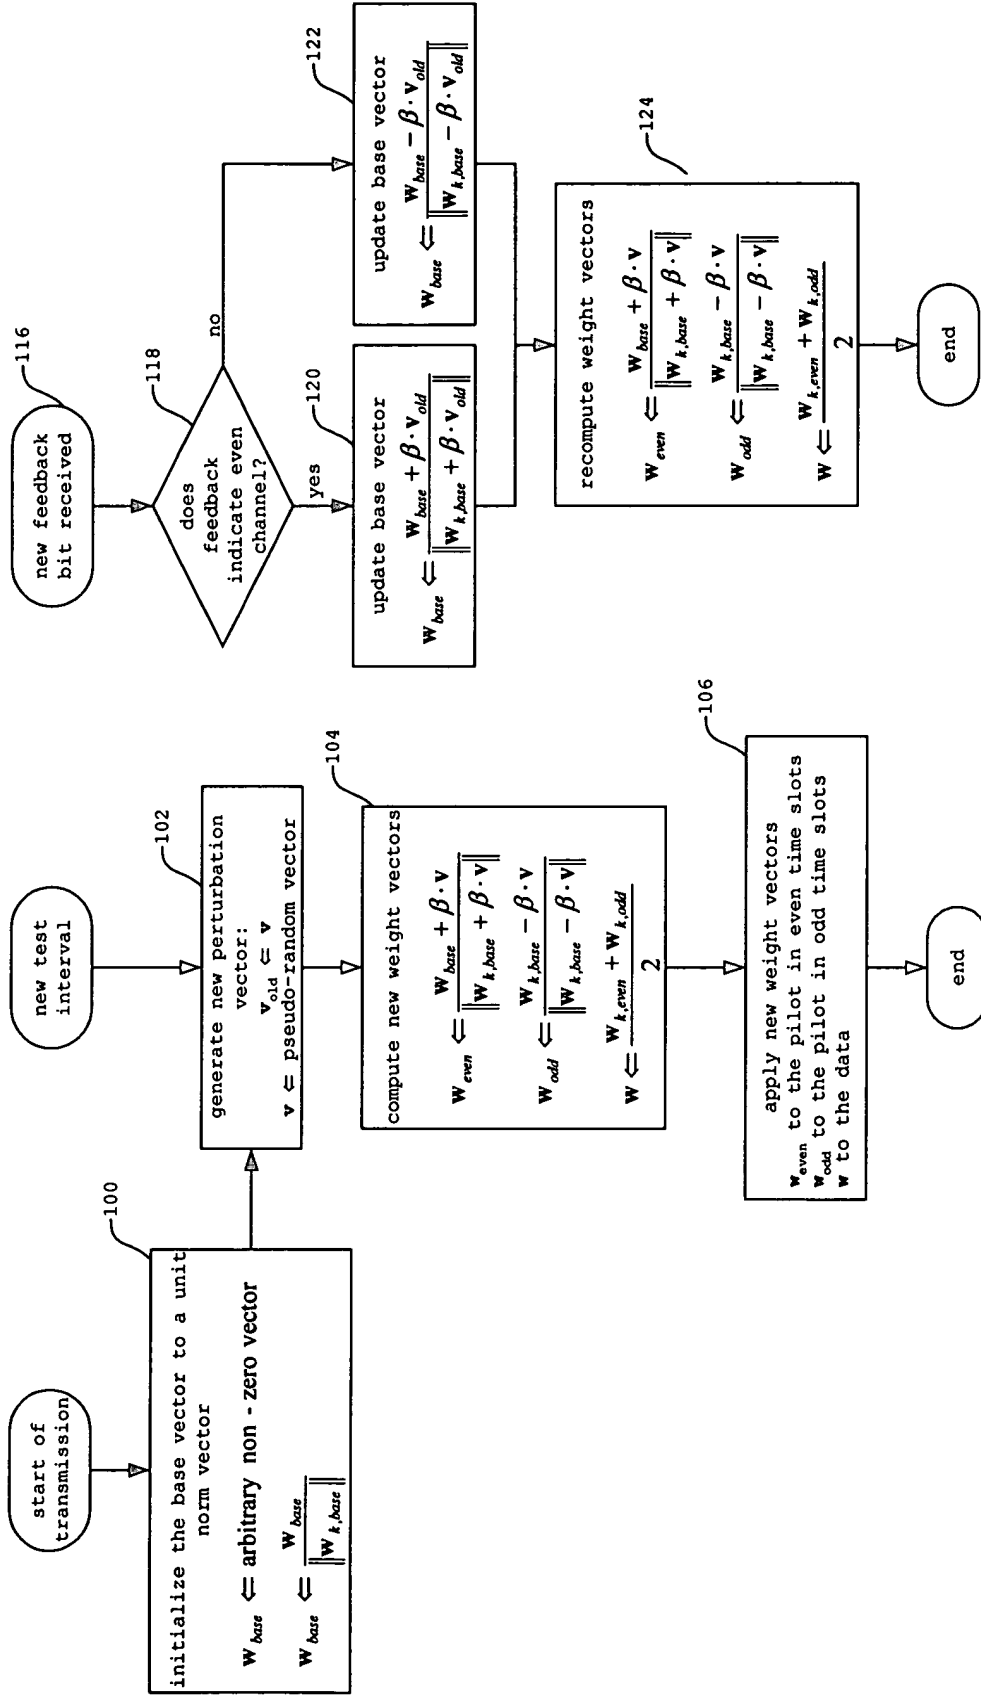 start of
transmission
100
initialize the base vector to a unit
norm vector
w_base ⇐ arbitrary non - zero vector
w_base ⇐ w_base / ‖w_k,base‖
new test
interval
102
generate new perturbation
vector:
v_old ⇐ v
v ⇐ pseudo-random vector
104
compute new weight vectors
w_even ⇐ (w_base + β · v) / ‖w_k,base + β · v‖
w_odd ⇐ (w_k,base − β · v) / ‖w_k,base − β · v‖
w ⇐ (w_k,even + w_k,odd) / 2
106
apply new weight vectors
w_even to the pilot in even time slots
w_odd to the pilot in odd time slots
w to the data
end
new feedback
bit received
116
does
feedback
indicate even
channel?
118
yes
no
120
update base vector
w_base ⇐ (w_base + β · v_old) / ‖w_k,base + β · v_old‖
122
update base vector
w_base ⇐ (w_base − β · v_old) / ‖w_k,base − β · v_old‖
124
recompute weight vectors
w_even ⇐ (w_base + β · v) / ‖w_k,base + β · v‖
w_odd ⇐ (w_k,base − β · v) / ‖w_k,base − β · v‖
w ⇐ (w_k,even + w_k,odd) / 2
end